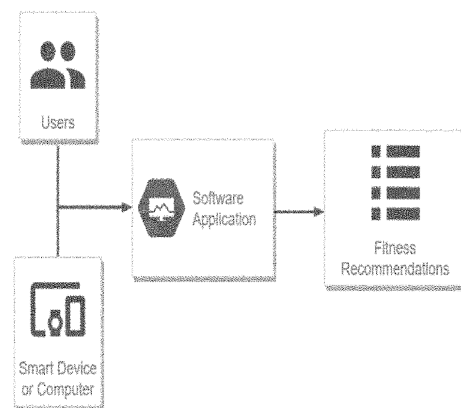 Users
Software
Application
Fitness
Recommendations
Smart Device
or Computer